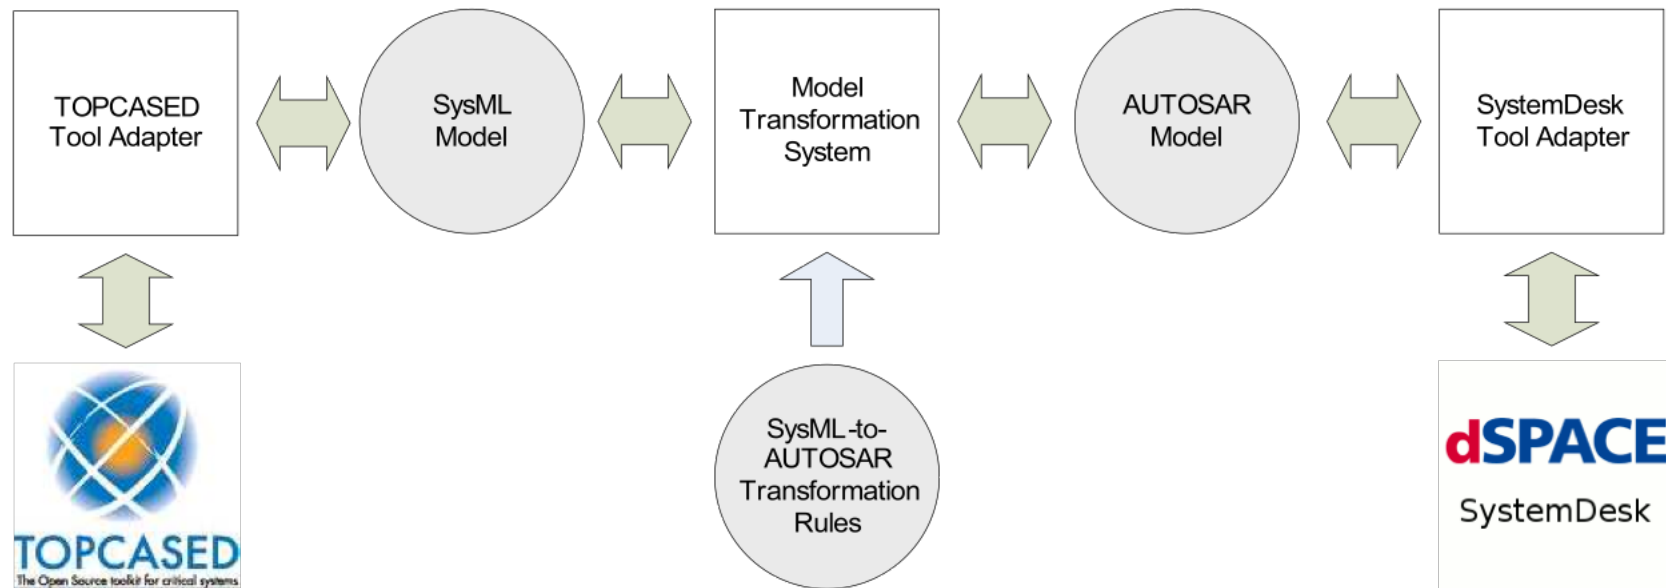 TOPCASED
Tool Adapter
SysML
Model
Model
Transformation
System
AUTOSAR
Model
SystemDesk
Tool Adapter
TOPCASED
The Open Source toolkit for critical systems
SysML-to-
AUTOSAR
Transformation
Rules
dSPACE
SystemDesk